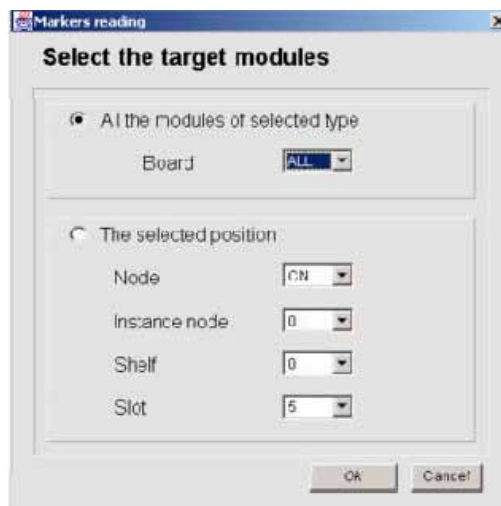 Markers reading
Select the target modules
All the modules of selected type
Board ALL
The selected position
Node CN
Instance node 0
Shelf 0
Slot 5
Ok Cancel